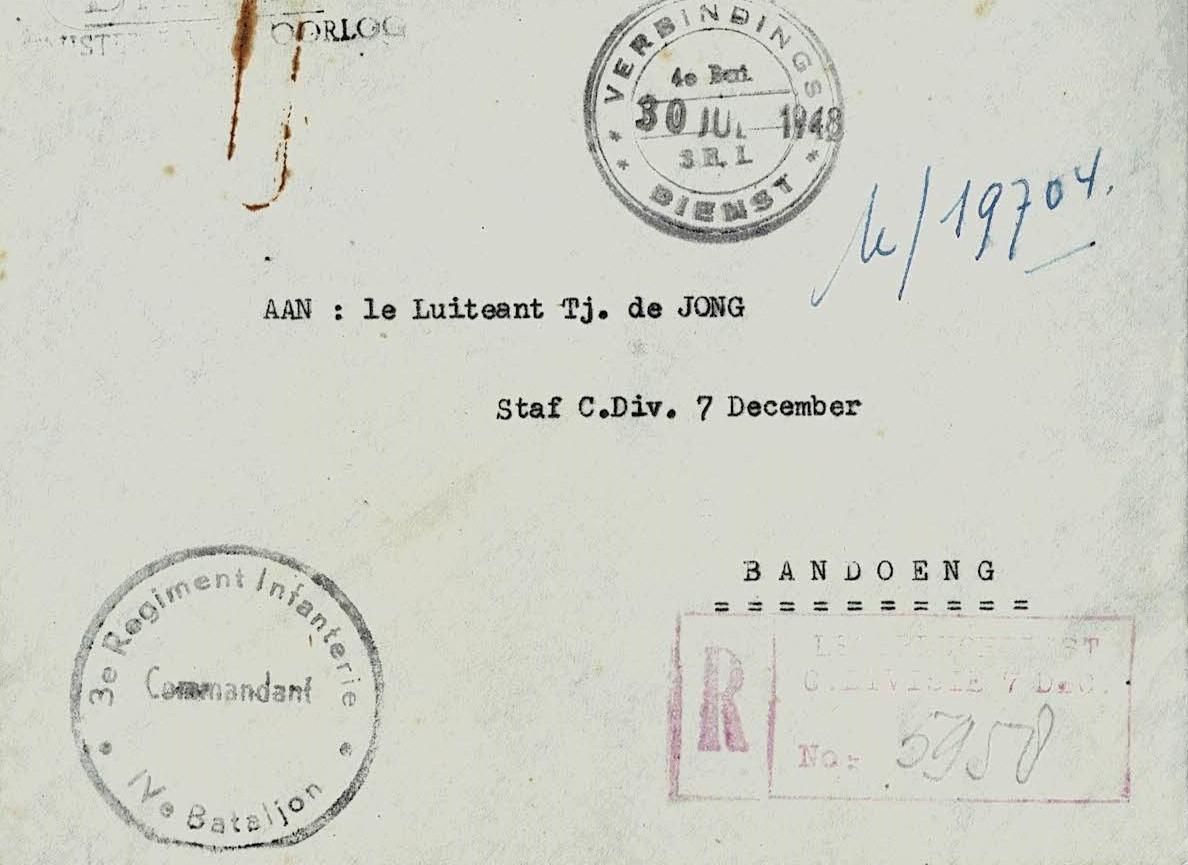 OORLOG
VERBINDINGS
4e Bat.
30 JUL 1948
3 R. I.
DIENST
k/19704.
AAN : le Luiteant Tj. de JONG
Staf C.Div. 7 December
BANDOENG
==========
3e Regiment Infanterie
Commandant
IVe Bataljon
R
C.DIVISIE 7 DEC.
No: 5958